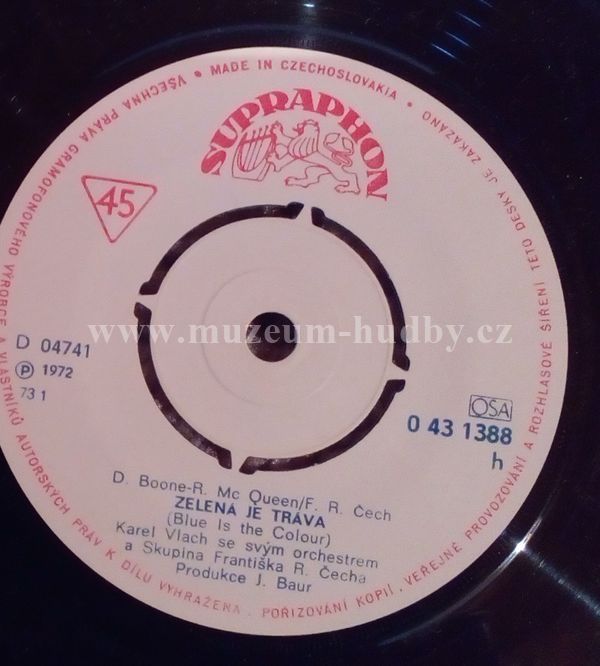 VŠECHNA PRÁVA GRAMOFONOVÉHO VÝROBCE A VLASTNÍKŮ AUTORSKÝCH PRÁV K DÍLU VYHRAŽENA. POŘIZOVÁNÍ KOPIÍ, VEŘEJNÉ PROVOZOVÁNÍ A ROZHLASOVÉ ŠÍŘENÍ TÉTO DESKY JE ZAKÁZÁNO
• MADE IN CZECHOSLOVAKIA •
SUPRAPHON
45
www.muzeum-hudby.cz
D 04741
℗ 1972
73 1
OSA
0 43 1388
h
D. Boone-R. Mc Queen/F. R. Čech
ZELENÁ JE TRÁVA
(Blue Is the Colour)
Karel Vlach se svým orchestrem
a Skupina Františka R. Čecha
Produkce J. Baur